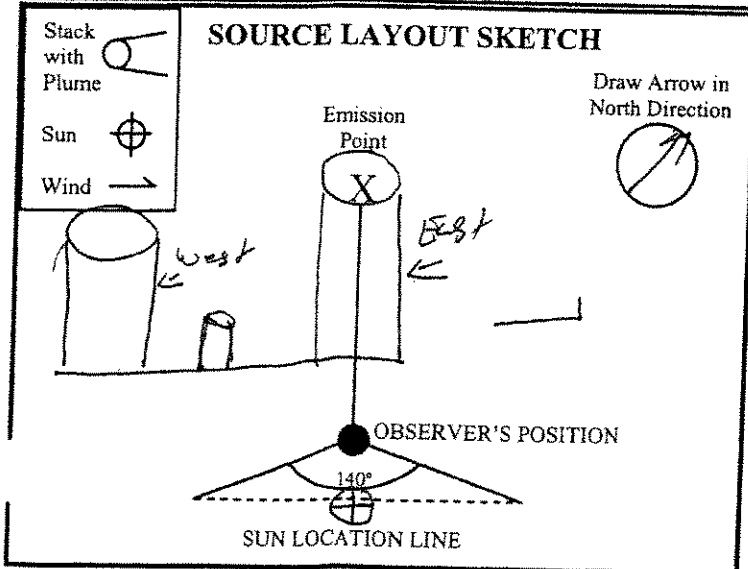 SOURCE LAYOUT SKETCH
Stack
with
Plume
Sun
Wind
Emission
Point
X
Draw Arrow in
North Direction
West
East
OBSERVER'S POSITION
140°
SUN LOCATION LINE